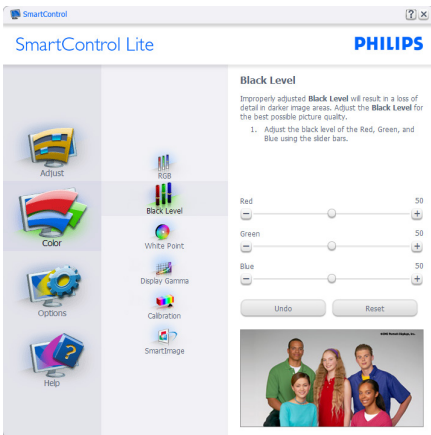 SmartControl
?
SmartControl Lite
PHILIPS
Adjust
Color
Options
Help
RGB
Black Level
White Point
Display Gamma
Calibration
SmartImage
Black Level
Improperly adjusted Black Level will result in a loss of
detail in darker image areas. Adjust the Black Level for
the best possible picture quality.
1. Adjust the black level of the Red, Green, and
Blue using the slider bars.
Red 50
Green 50
Blue 50
Undo Reset